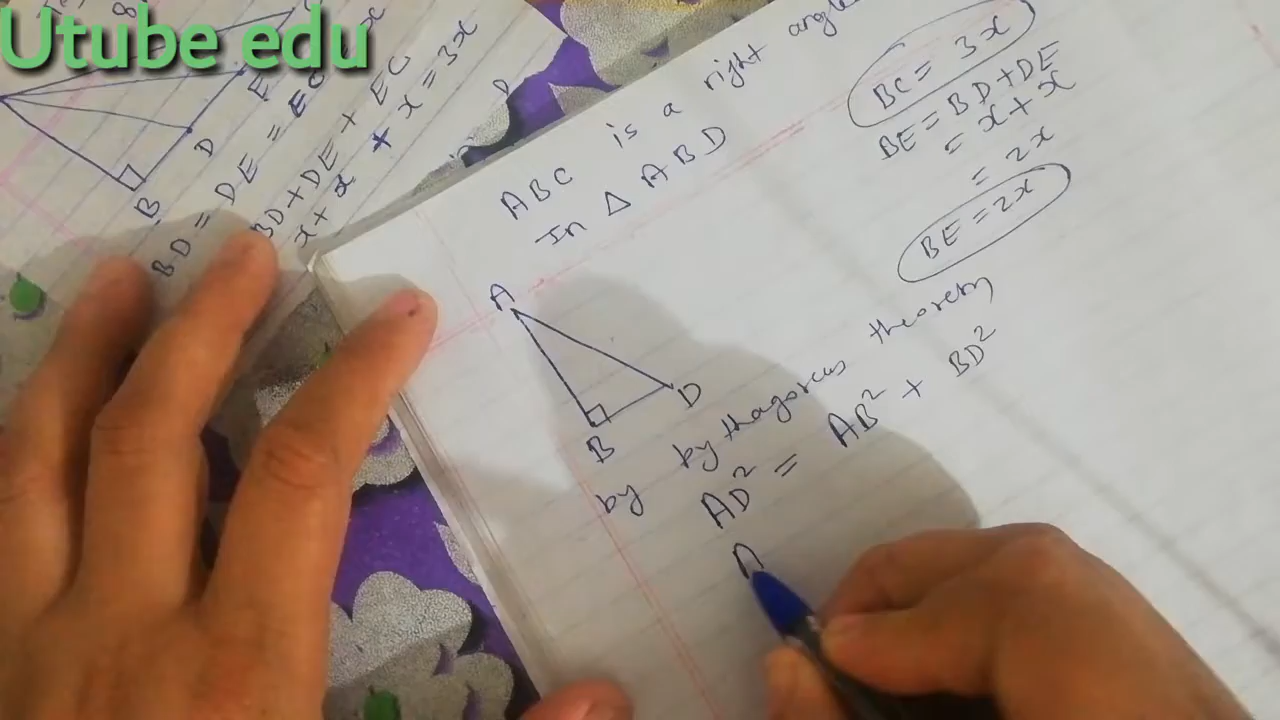 Utube edu
B
D
E
BD = DE = EC
BD + DE + EC
x + x + x = 3x
ABC is a right angle
In Δ ABD
A
B
D
by bythagoreus theorem
AD² = AB² + BD²
A
BC = 3x
BE = BD + DE
= x + x
= 2x
BE = 2x